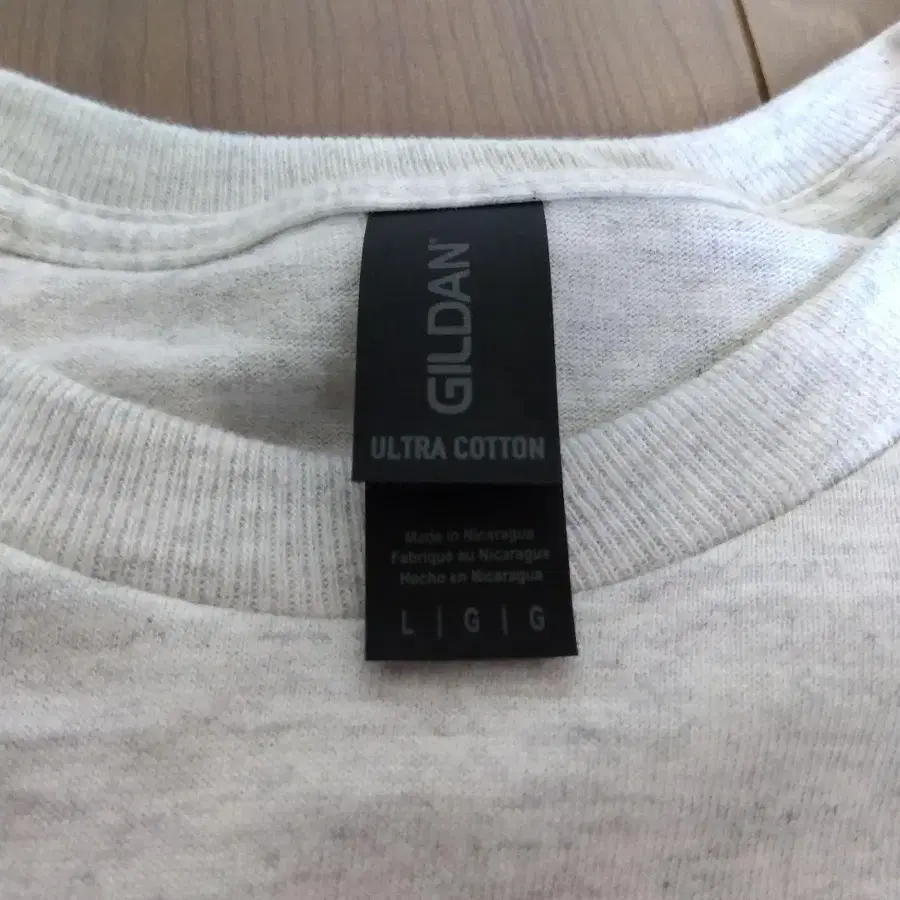 GILDAN
ULTRA COTTON
Made in Nicaragua
Fabriqué au Nicaragua
Hecho en Nicaragua
L | G | G